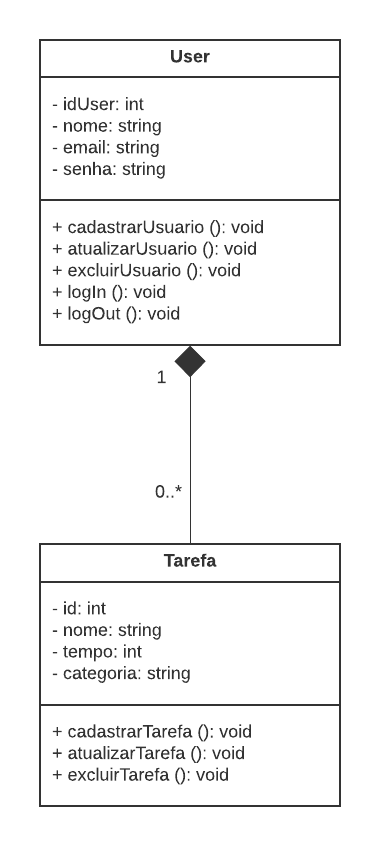 User
- idUser: int
- nome: string
- email: string
- senha: string
+ cadastrarUsuario (): void
+ atualizarUsuario (): void
+ excluirUsuario (): void
+ logIn (): void
+ logOut (): void
1
0..*
Tarefa
- id: int
- nome: string
- tempo: int
- categoria: string
+ cadastrarTarefa (): void
+ atualizarTarefa (): void
+ excluirTarefa (): void